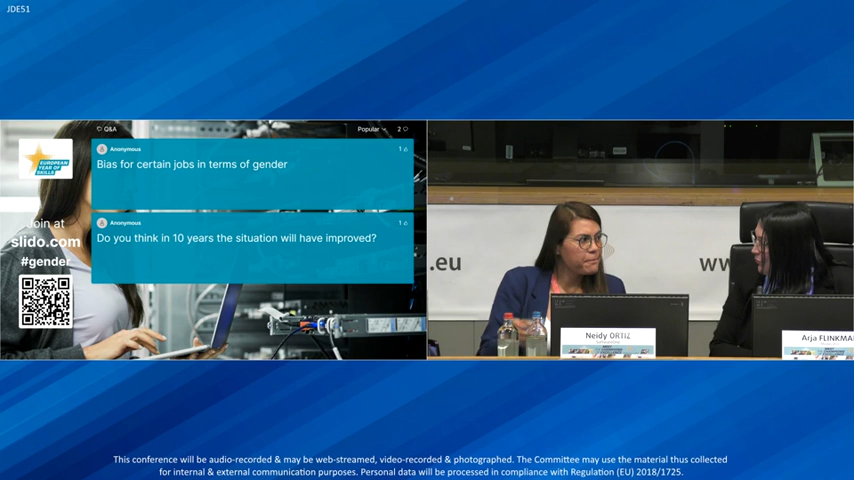 JDE51
Q&A
Popular
2
Anonymous
1
Bias for certain jobs in terms of gender
EUROPEAN
YEAR OF
SKILLS
Anonymous
1
Do you think in 10 years the situation will have improved?
Join at
slido.com
#gender
.eu
ww
Neidy ORTIZ
Arja FLINKMA
This conference will be audio-recorded & may be web-streamed, video-recorded & photographed. The Committee may use the material thus collected
for internal & external communication purposes. Personal data will be processed in compliance with Regulation (EU) 2018/1725.